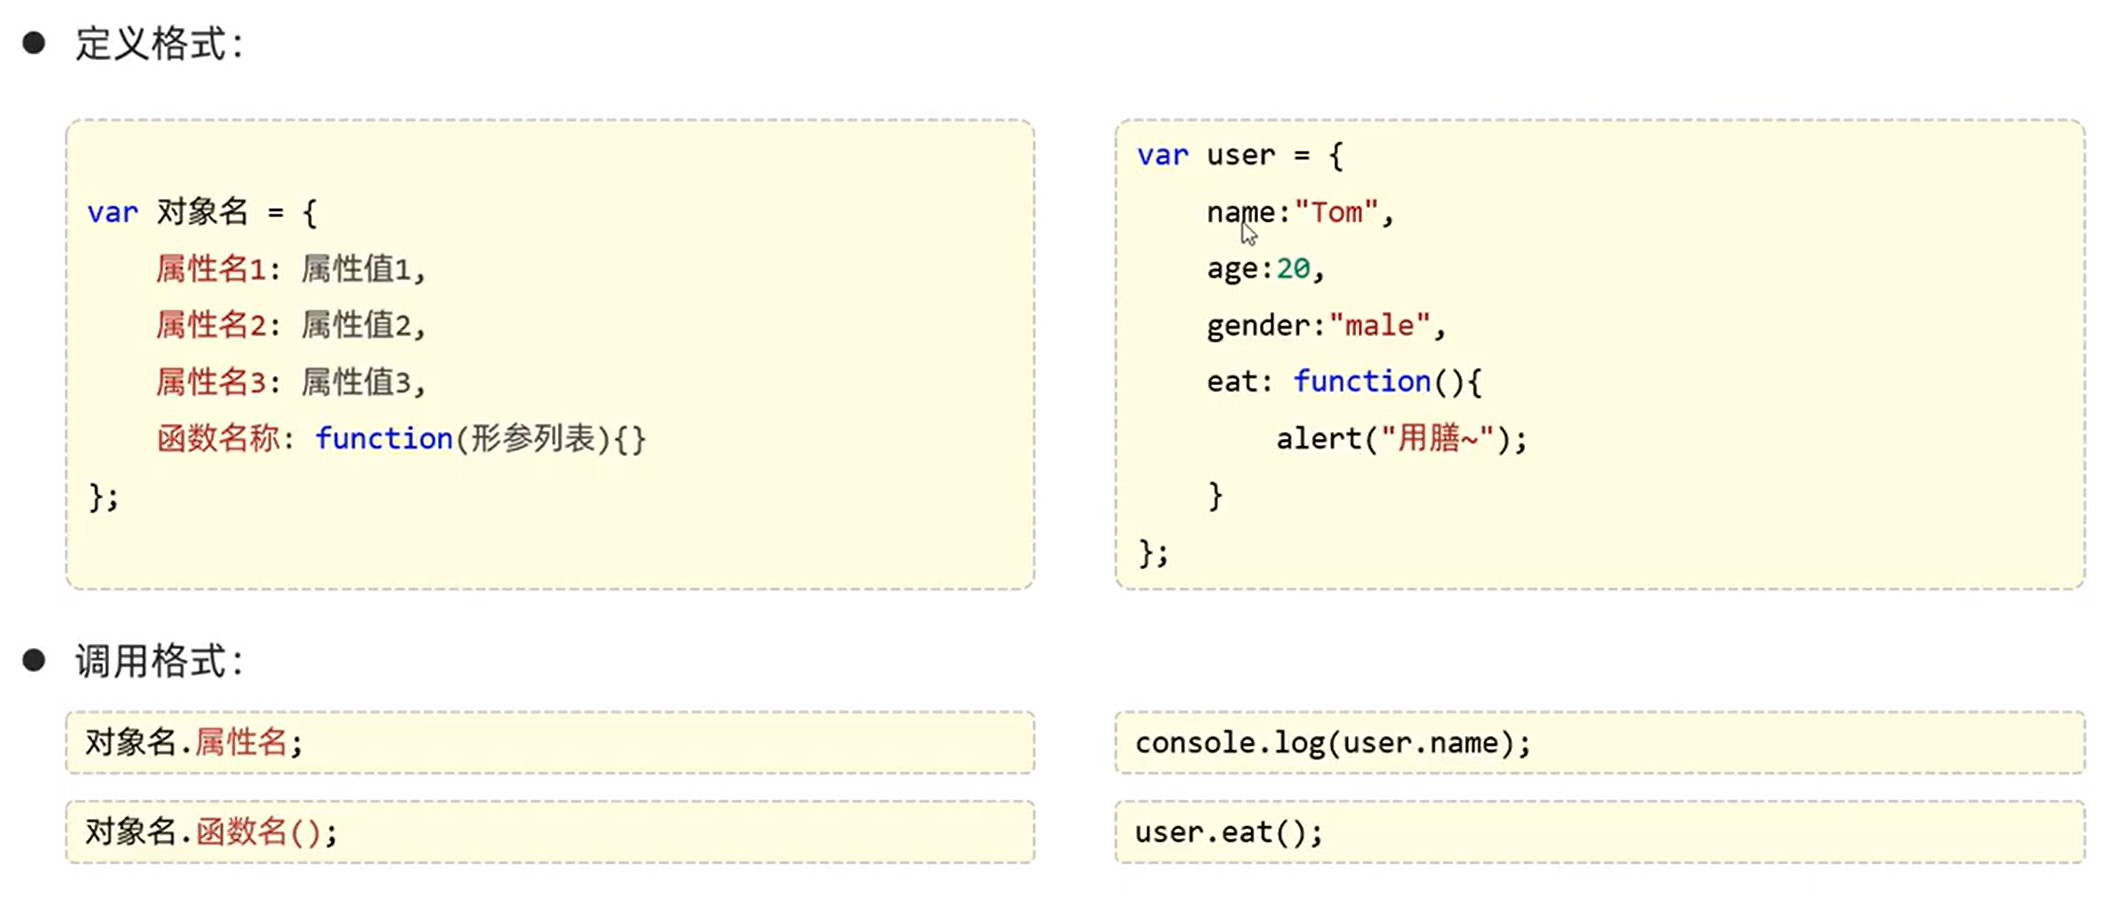 ● 定义格式：
var 对象名 = {
属性名1: 属性值1,
属性名2: 属性值2,
属性名3: 属性值3,
函数名称: function(形参列表){}
};
var user = {
name:"Tom",
age:20,
gender:"male",
eat: function(){
alert("用膳~");
}
};
● 调用格式：
对象名.属性名;
console.log(user.name);
对象名.函数名();
user.eat();